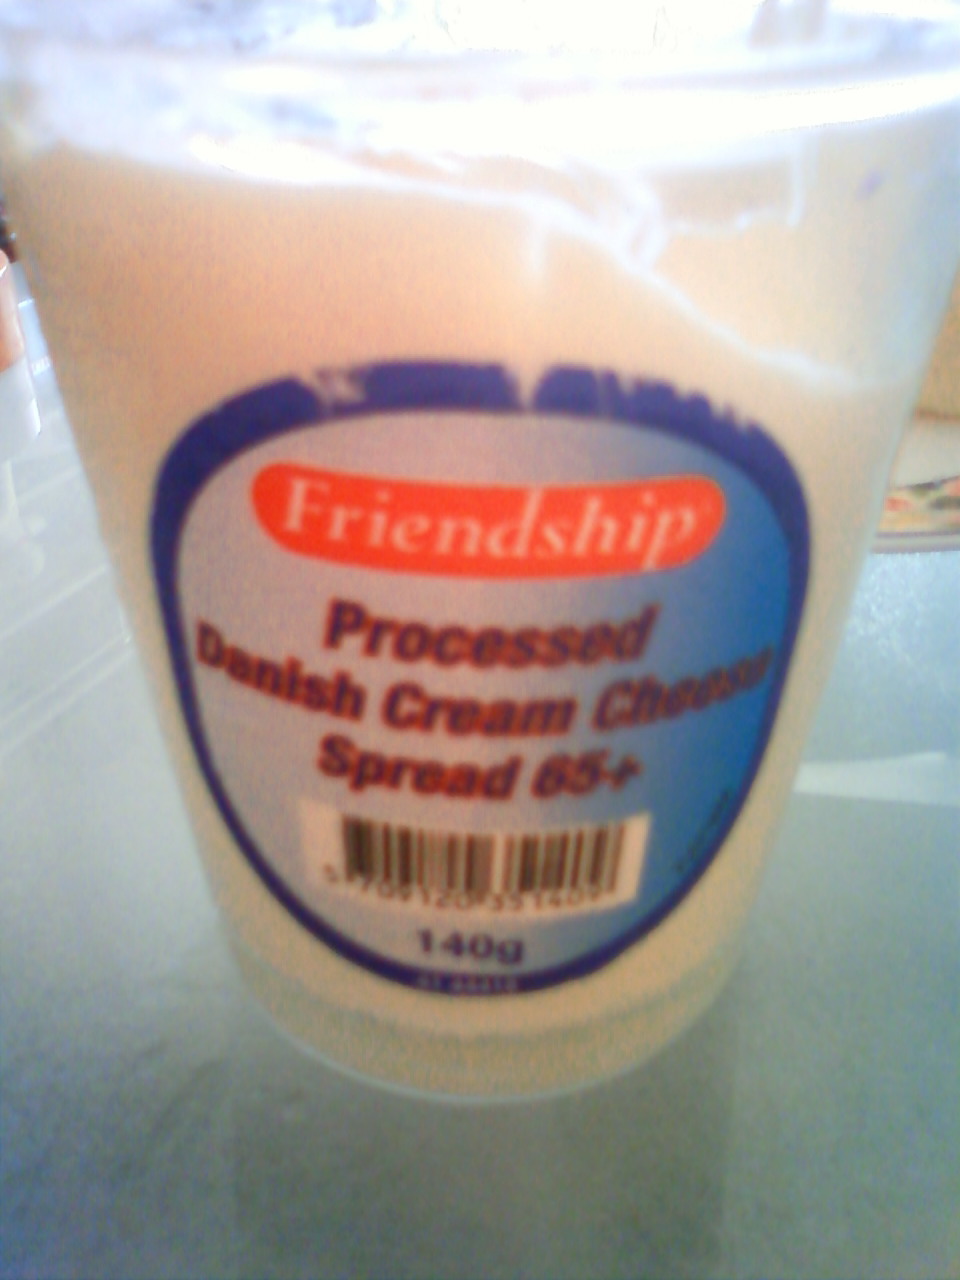 Friendship
Processed
Danish Cream Cheese
Spread 65+
140g